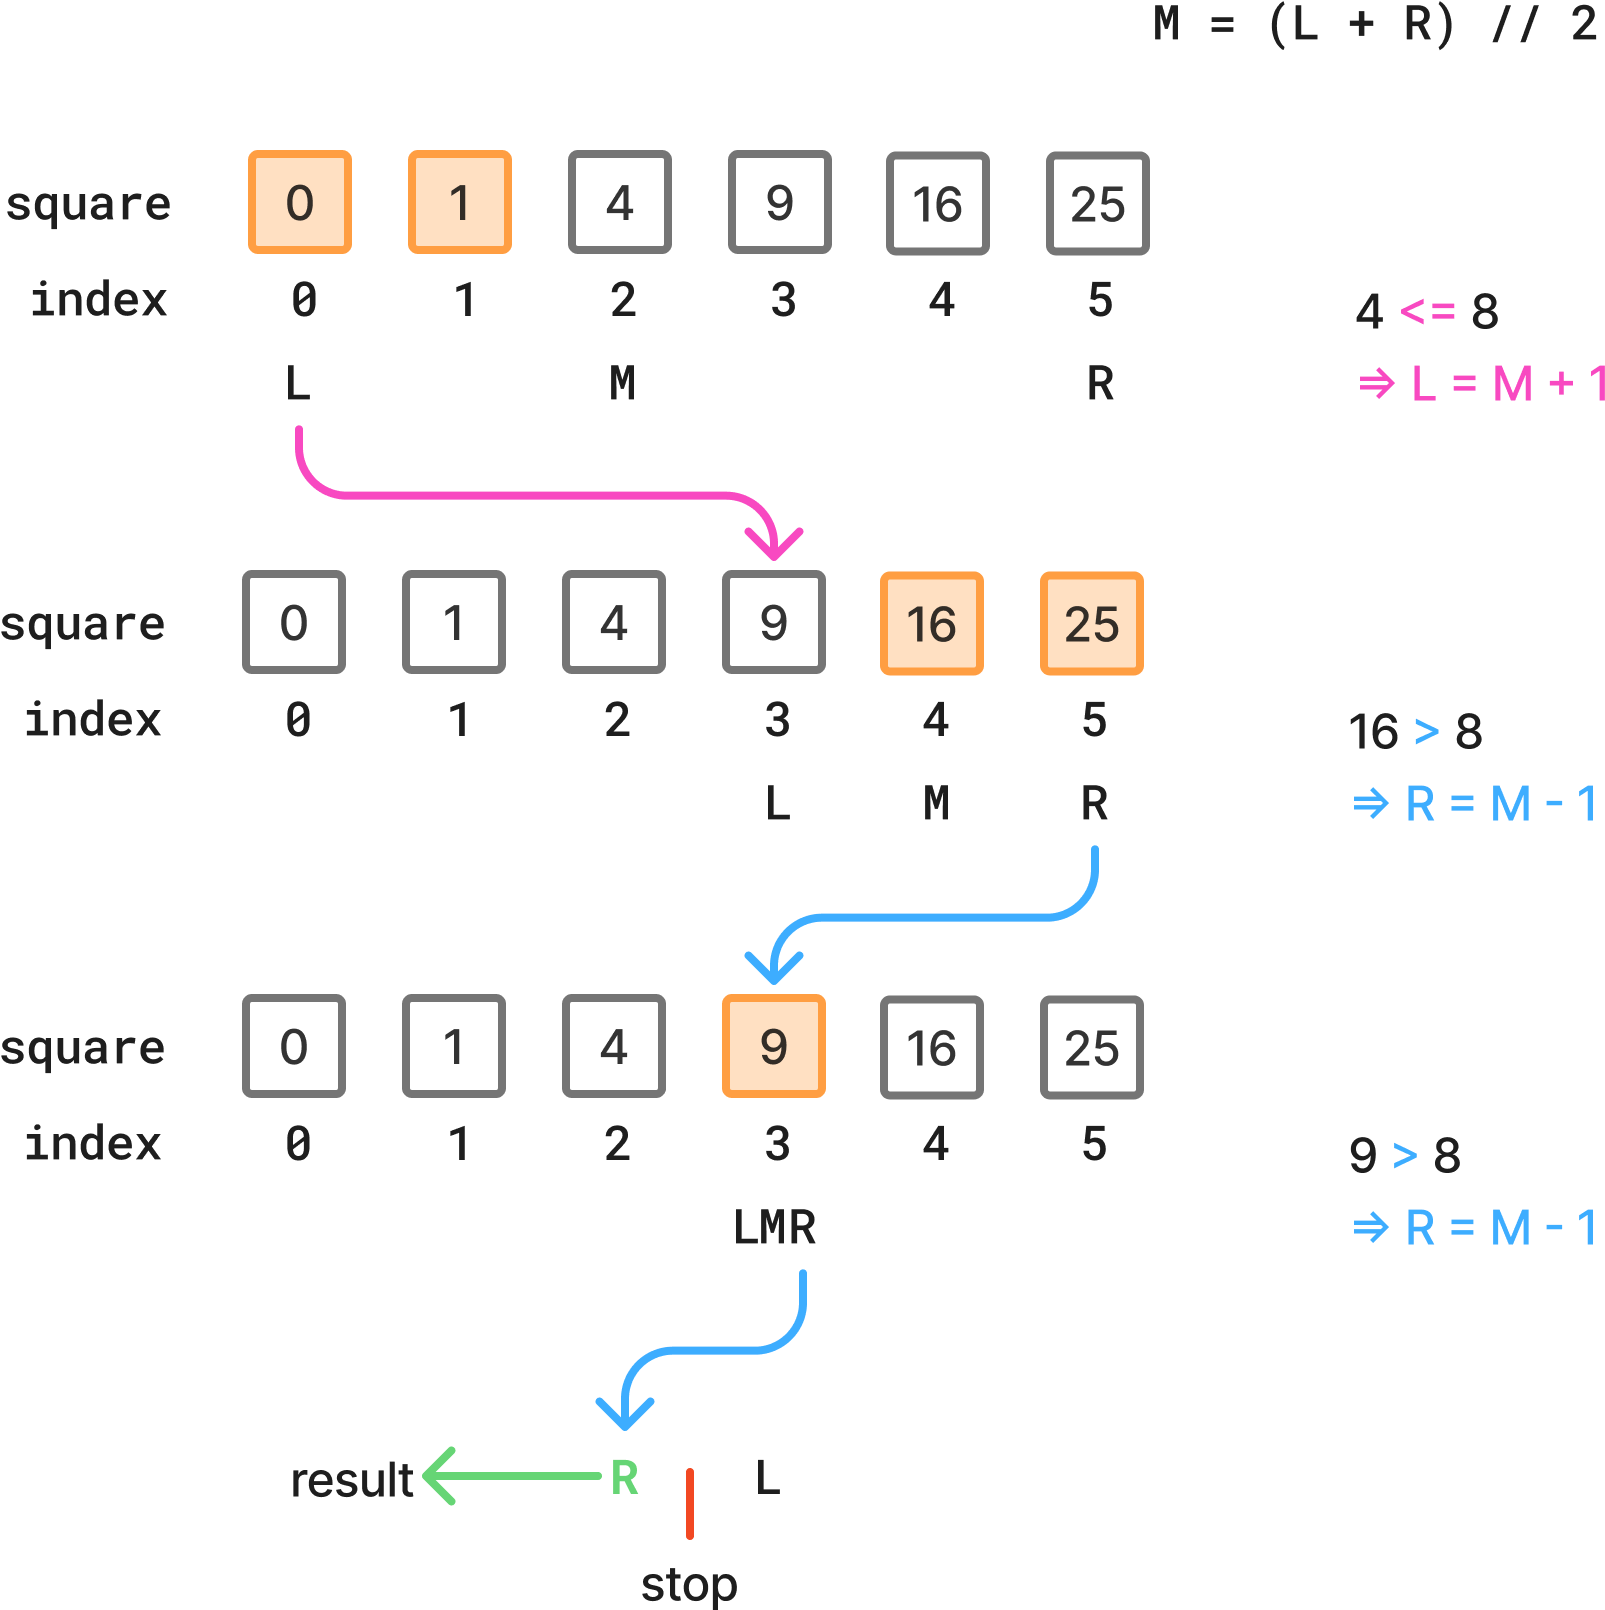 M = (L + R) // 2
square 0 1 4 9 16 25
index 0 1 2 3 4 5
4 <= 8
L M R
⇒ L = M + 1
square 0 1 4 9 16 25
index 0 1 2 3 4 5
16 > 8
L M R
⇒ R = M - 1
square 0 1 4 9 16 25
index 0 1 2 3 4 5
9 > 8
LMR
⇒ R = M - 1
result R L
stop